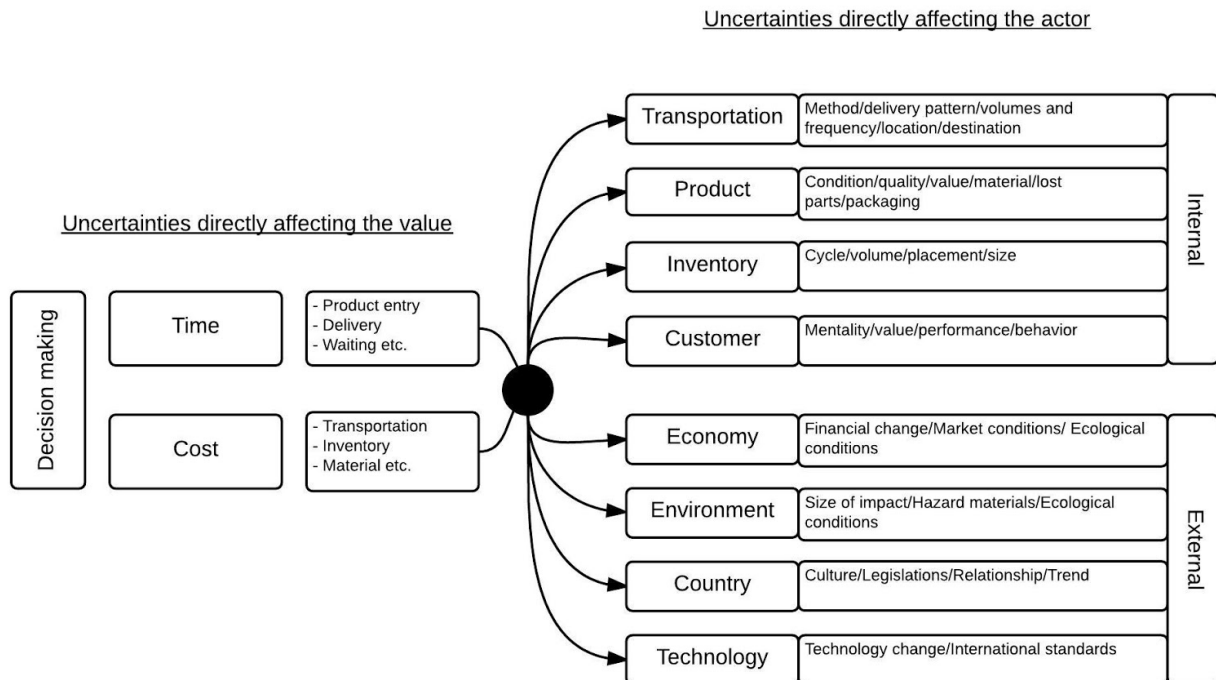 Uncertainties directly affecting the actor
Uncertainties directly affecting the value
Decision making
Time
- Product entry
- Delivery
- Waiting etc.
Cost
- Transportation
- Inventory
- Material etc.
Transportation
Method/delivery pattern/volumes and
frequency/location/destination
Product
Condition/quality/value/material/lost
parts/packaging
Inventory
Cycle/volume/placement/size
Customer
Mentality/value/performance/behavior
Internal
Economy
Financial change/Market conditions/ Ecological
conditions
Environment
Size of impact/Hazard materials/Ecological
conditions
Country
Culture/Legislations/Relationship/Trend
Technology
Technology change/International standards
External